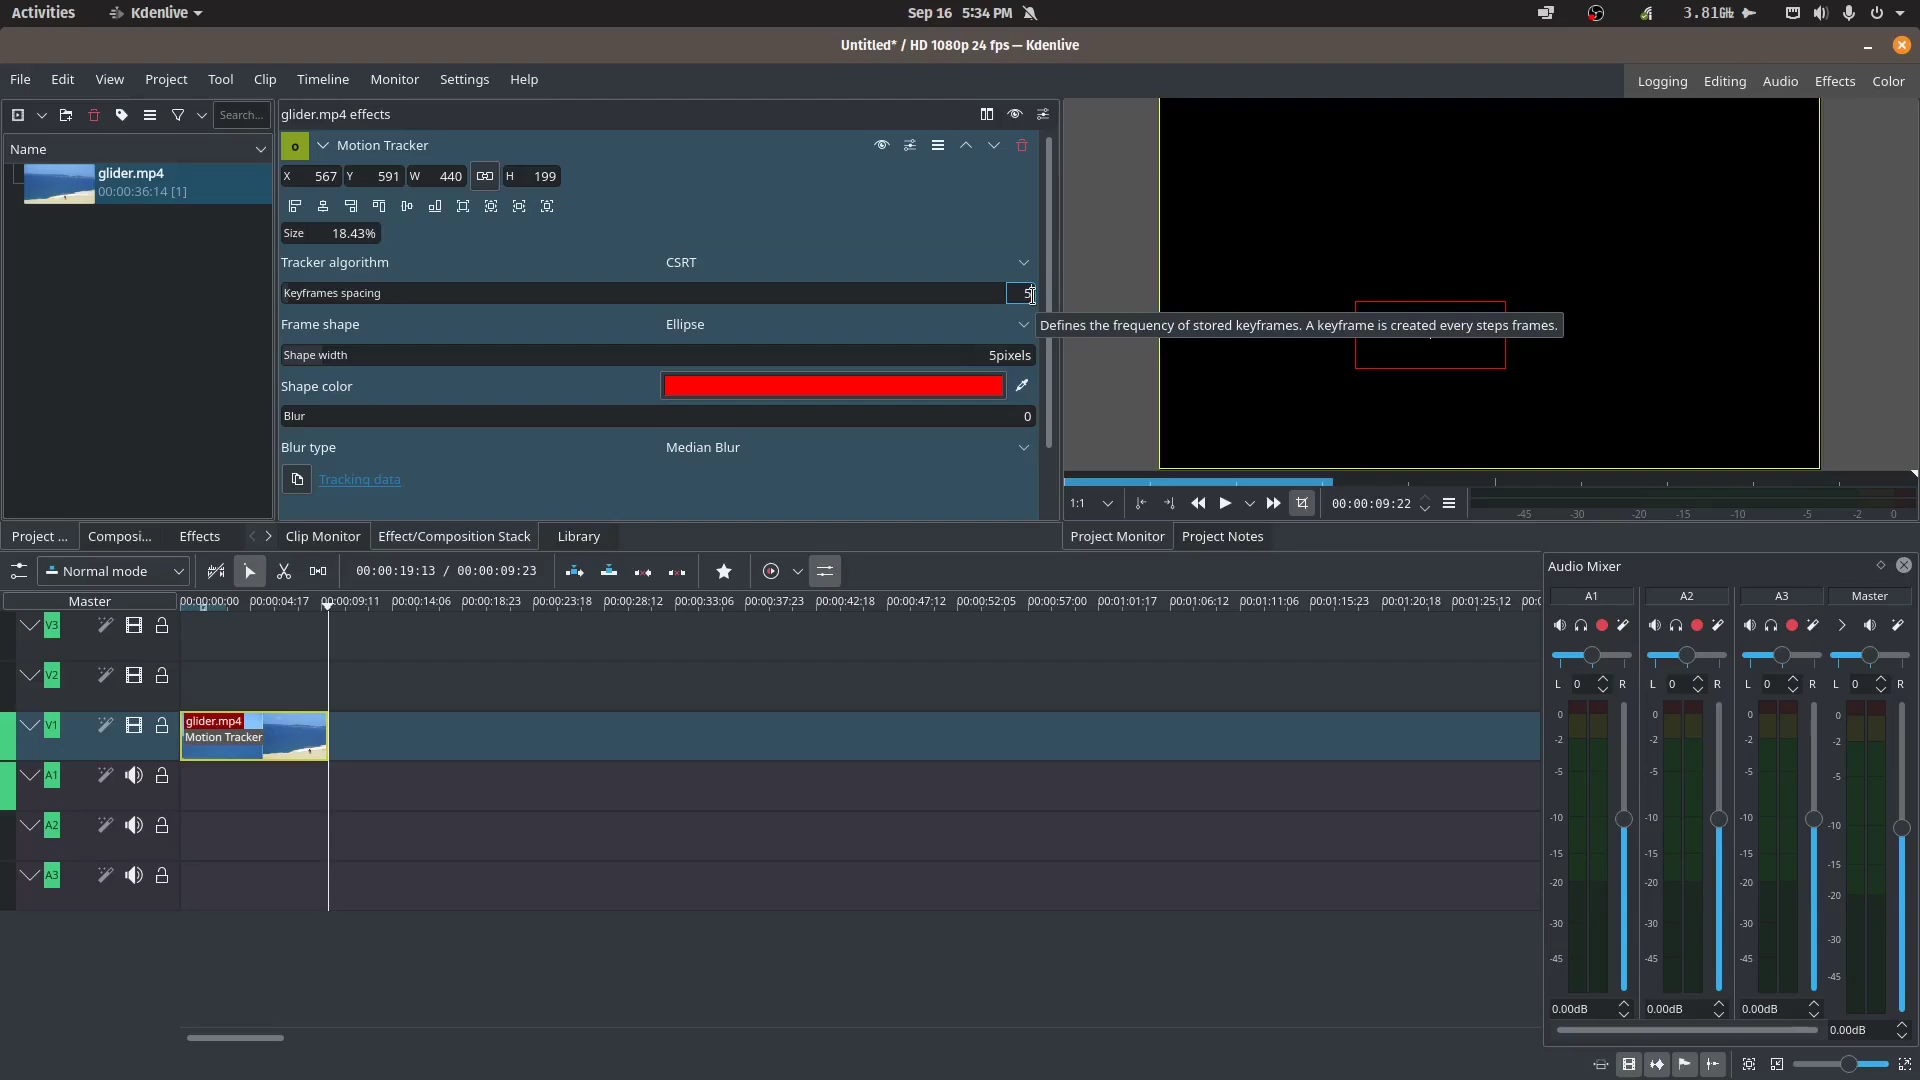 Activities
Kdenlive
Sep 16 5:34 PM
3.81GHz
Untitled* / HD 1080p 24 fps — Kdenlive
File Edit View Project Tool Clip Timeline Monitor Settings Help
Logging Editing Audio Effects Color
Search...
Name
glider.mp4
00:00:36:14 [1]
glider.mp4 effects
Motion Tracker
X 567 Y 591 W 440 H 199
Size 18.43%
Tracker algorithm CSRT
Keyframes spacing 5
Frame shape Ellipse
Defines the frequency of stored keyframes. A keyframe is created every steps frames.
Shape width 5pixels
Shape color
Blur 0
Blur type Median Blur
Tracking data
1:1
00:00:09:22
-45 -30 -20 -15 -10 -5 -2 0
Project ... Composi... Effects
Clip Monitor Effect/Composition Stack Library
Project Monitor Project Notes
Normal mode
00:00:19:13 / 00:00:09:23
Audio Mixer
Master
00:00:00:00 00:00:04:17 00:00:09:11 00:00:14:06 00:00:18:23 00:00:23:18 00:00:28:12 00:00:33:06 00:00:37:23 00:00:42:18 00:00:47:12 00:00:52:05 00:00:57:00 00:01:01:17 00:01:06:12 00:01:11:06 00:01:15:23 00:01:20:18 00:01:25:12 00:0
A1 A2 A3 Master
V3
V2
V1
glider.mp4
Motion Tracker
A1
A2
A3
L 0 R L 0 R L 0 R L 0 R
0 0 0 0
-2 -2 -2 -2
-5 -5 -5 -5
-10 -10 -10 -10
-15 -15 -15 -15
-20 -20 -20 -20
-30 -30 -30 -30
-45 -45 -45 -45
0.00dB 0.00dB 0.00dB
0.00dB